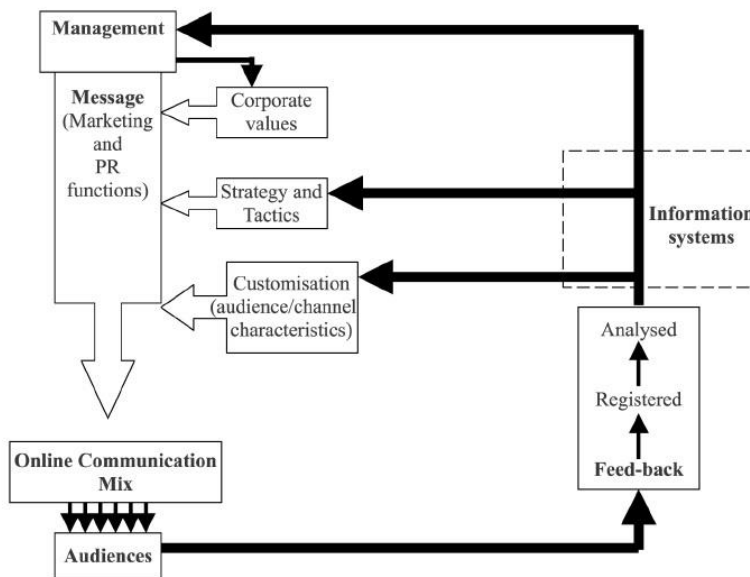 Management
Message
(Marketing
and
PR
functions)
Corporate
values
Strategy and
Tactics
Customisation
(audience/channel
characteristics)
Information
systems
Analysed
Registered
Feed-back
Online Communication
Mix
Audiences